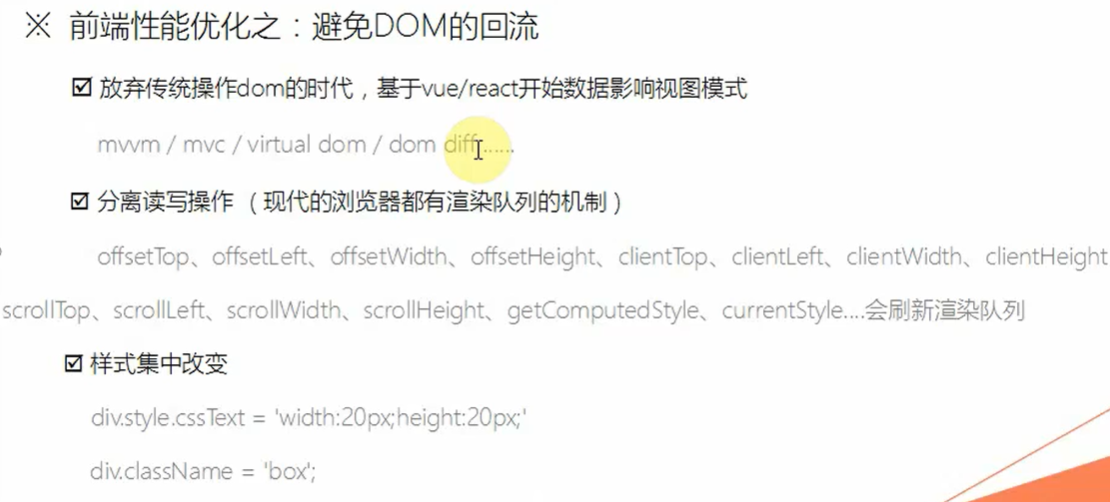 ※ 前端性能优化之：避免DOM的回流
放弃传统操作dom的时代，基于vue/react开始数据影响视图模式
mvvm / mvc / virtual dom / dom diff ......
分离读写操作 （现代的浏览器都有渲染队列的机制）
offsetTop、offsetLeft、offsetWidth、offsetHeight、clientTop、clientLeft、clientWidth、clientHeight
scrollTop、scrollLeft、scrollWidth、scrollHeight、getComputedStyle、currentStyle....会刷新渲染队列
样式集中改变
div.style.cssText = 'width:20px;height:20px;'
div.className = 'box';